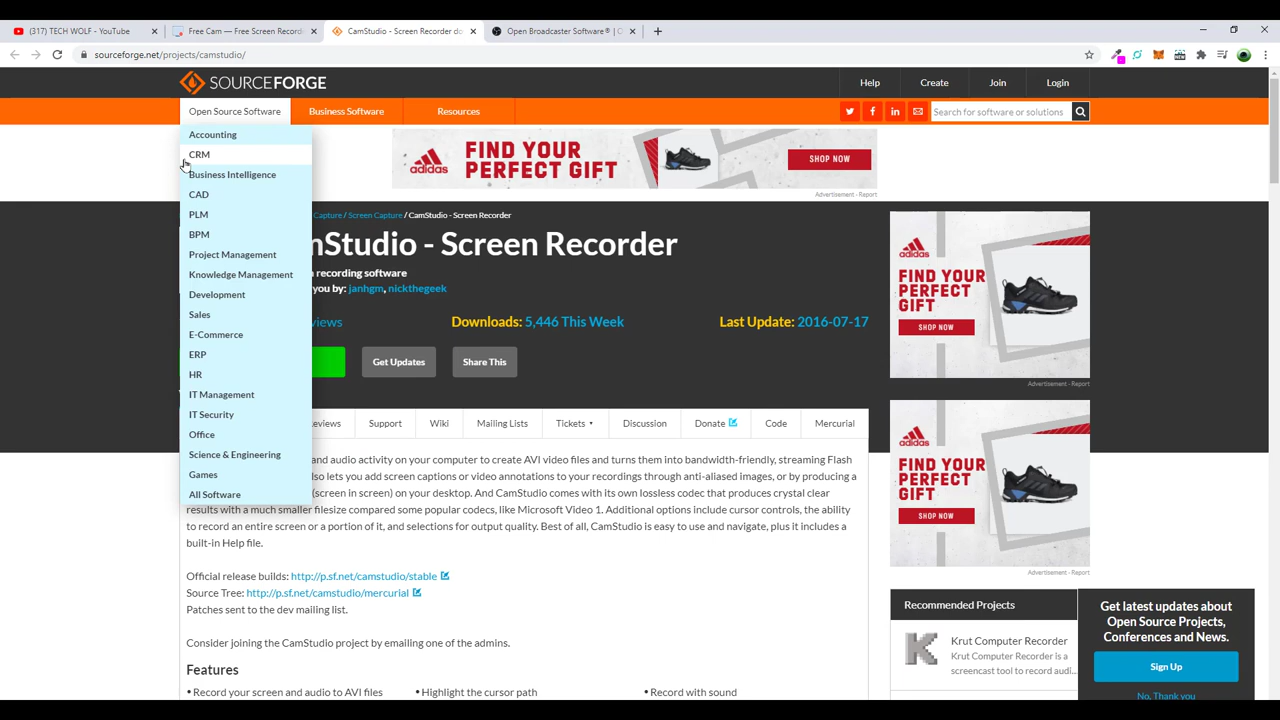 (317) TECH WOLF - YouTube
Free Cam — Free Screen Recordi
CamStudio - Screen Recorder do
Open Broadcaster Software® | O
sourceforge.net/projects/camstudio/
SOURCEFORGE
Help
Create
Join
Login
Open Source Software
Business Software
Resources
Search for software or solutions
Accounting
CRM
Business Intelligence
CAD
PLM
BPM
Project Management
Knowledge Management
Development
Sales
E-Commerce
ERP
HR
IT Management
IT Security
Office
Science & Engineering
Games
All Software
adidas
FIND YOUR
PERFECT GIFT
SHOP NOW
Advertisement - Report
Capture / Screen Capture / CamStudio - Screen Recorder
mStudio - Screen Recorder
n recording software
you by: janhgm, nickthegeek
views
Downloads: 5,446 This Week
Last Update: 2016-07-17
Get Updates
Share This
eviews
Support
Wiki
Mailing Lists
Tickets
Discussion
Donate
Code
Mercurial
and audio activity on your computer to create AVI video files and turns them into bandwidth-friendly, streaming Flash
lso lets you add screen captions or video annotations to your recordings through anti-aliased images, or by producing a
(screen in screen) on your desktop. And CamStudio comes with its own lossless codec that produces crystal clear
results with a much smaller filesize compared some popular codecs, like Microsoft Video 1. Additional options include cursor controls, the ability
to record an entire screen or a portion of it, and selections for output quality. Best of all, CamStudio is easy to use and navigate, plus it includes a
built-in Help file.
Official release builds: http://p.sf.net/camstudio/stable
Source Tree: http://p.sf.net/camstudio/mercurial
Patches sent to the dev mailing list.
Consider joining the CamStudio project by emailing one of the admins.
Features
• Record your screen and audio to AVI files
• Highlight the cursor path
• Record with sound
adidas
FIND YOUR
PERFECT
GIFT
SHOP NOW
Advertisement - Report
adidas
FIND YOUR
PERFECT
GIFT
SHOP NOW
Advertisement - Report
Recommended Projects
Krut Computer Recorder
Krut Computer Recorder is a
screencast tool to record audi...
Get latest updates about
Open Source Projects,
Conferences and News.
Sign Up
No, Thank you